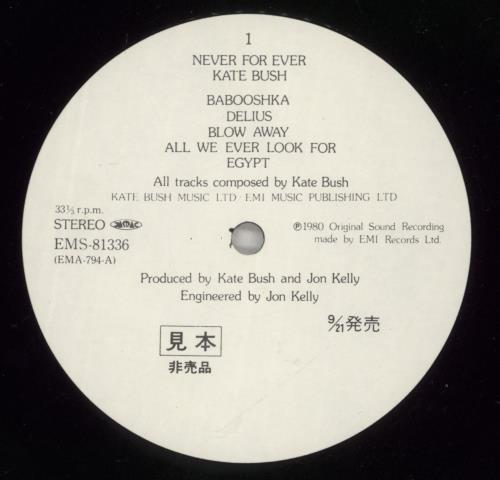 1
NEVER FOR EVER
KATE BUSH
BABOOSHKA
DELIUS
BLOW AWAY
ALL WE EVER LOOK FOR
EGYPT
All tracks composed by Kate Bush
KATE BUSH MUSIC LTD · EMI MUSIC PUBLISHING LTD
33⅓ r.p.m.
STEREO
EMS-81336
(EMA-794-A)
℗1980 Original Sound Recording
made by EMI Records Ltd.
Produced by Kate Bush and Jon Kelly
Engineered by Jon Kelly
9/21発売
見本
非売品